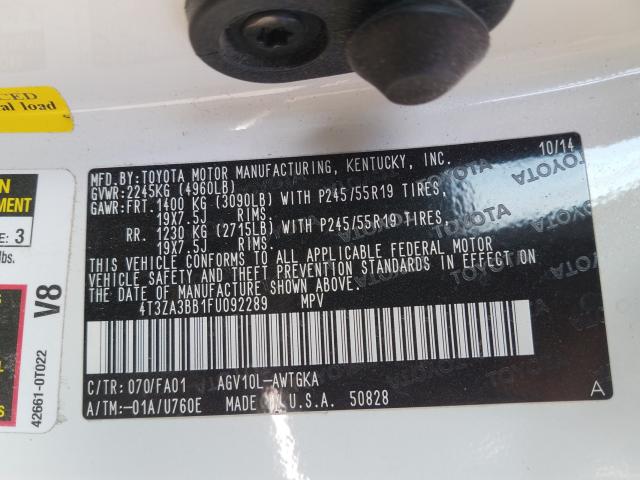 CED
al load
MFD.BY:TOYOTA MOTOR MANUFACTURING, KENTUCKY, INC. 10/14
GVWR:2245KG (4960LB)
GAWR:FRT.1400 KG (3090LB) WITH P245/55R19 TIRES,
19X7.5J RIMS.
RR. 1230 KG (2715LB) WITH P245/55R19 TIRES,
19X7.5J RIMS.
THIS VEHICLE CONFORMS TO ALL APPLICABLE FEDERAL MOTOR
VEHICLE SAFETY AND THEFT PREVENTION STANDARDS IN EFFECT ON
THE DATE OF MANUFACTURE SHOWN ABOVE.
4T3ZA3BB1FU092289 MPV
C/TR: 070/FA01 AGV10L-AWTGKA
A/TM:-01A/U760E MADE IN U.S.A. 50828
A
TOYOTA
N
EMENT
E: 3
lbs.
V8
42661-0T022